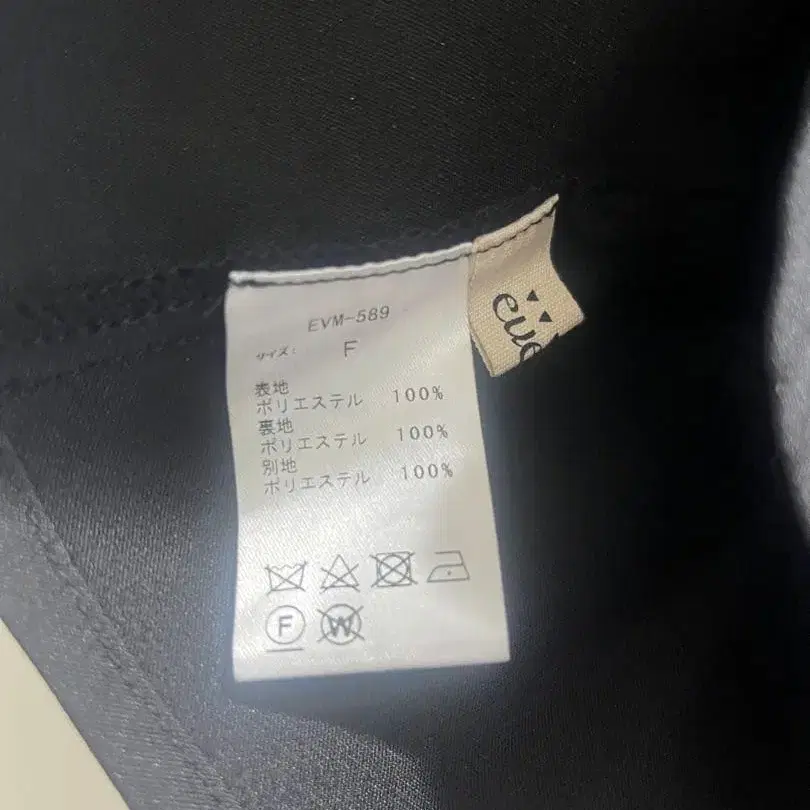 EVM-589
サイズ: F
表地
ポリエステル 100%
裏地
ポリエステル 100%
別地
ポリエステル 100%
F
W